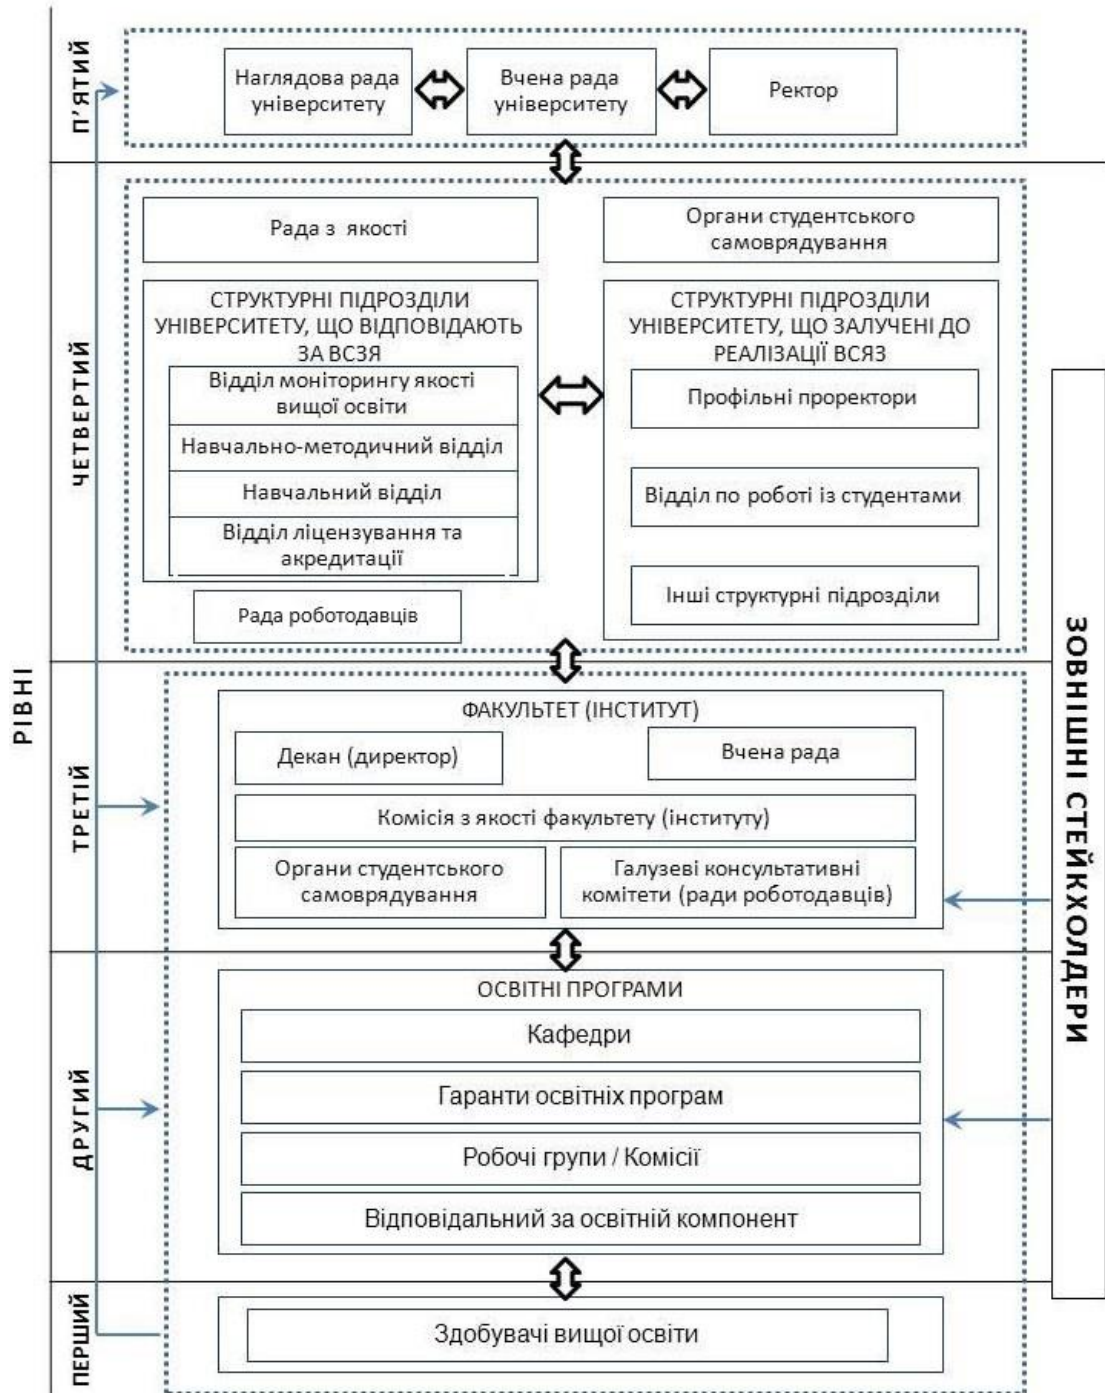 РІВНІ
П'ЯТИЙ
Наглядова рада
університету
Вчена рада
університету
Ректор
ЧЕТВЕРТИЙ
Рада з якості
Органи студентського
самоврядування
СТРУКТУРНІ ПІДРОЗДІЛИ
УНІВЕРСИТЕТУ, ЩО ВІДПОВІДАЮТЬ
ЗА ВСЗЯ
Відділ моніторингу якості
вищої освіти
Навчально-методичний відділ
Навчальний відділ
Відділ ліцензування та
акредитації
Рада роботодавців
СТРУКТУРНІ ПІДРОЗДІЛИ
УНІВЕРСИТЕТУ, ЩО ЗАЛУЧЕНІ ДО
РЕАЛІЗАЦІЇ ВСЯЗ
Профільні проректори
Відділ по роботі із студентами
Інші структурні підрозділи
ТРЕТІЙ
ФАКУЛЬТЕТ (ІНСТИТУТ)
Декан (директор)
Вчена рада
Комісія з якості факультету (інституту)
Органи студентського
самоврядування
Галузеві консультативні
комітети (ради роботодавців)
ДРУГИЙ
ОСВІТНІ ПРОГРАМИ
Кафедри
Гаранти освітніх програм
Робочі групи / Комісії
Відповідальний за освітній компонент
ПЕРШИЙ
Здобувачі вищої освіти
ЗОВНІШНІ СТЕЙКХОЛДЕРИ